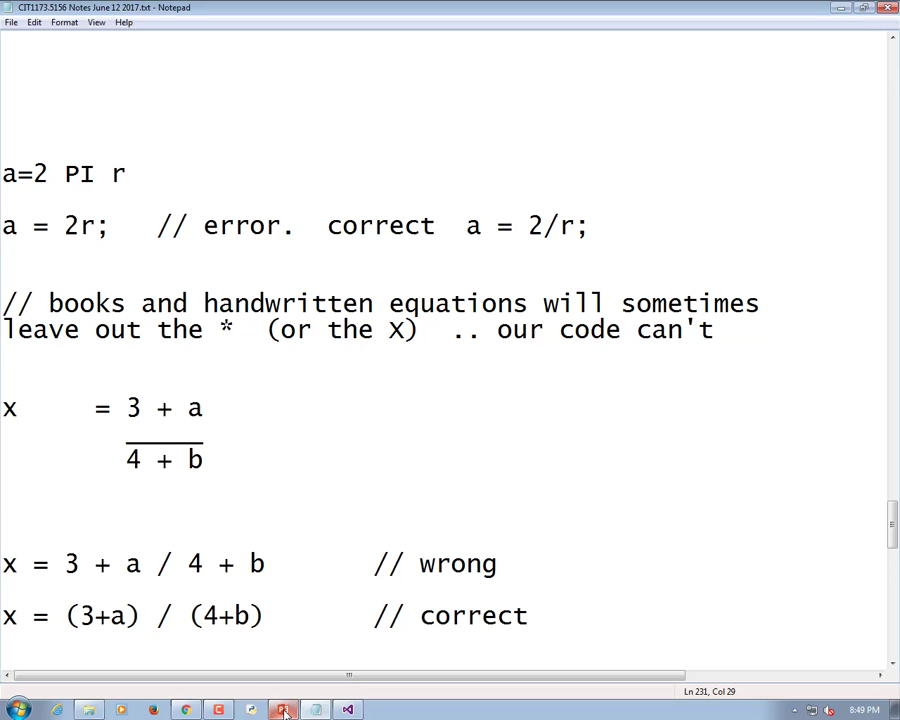 CIT1173.5156 Notes June 12 2017.txt - Notepad
File Edit Format View Help
a=2 PI r
a = 2r; // error. correct a = 2/r;
// books and handwritten equations will sometimes
leave out the * (or the X) .. our code can't
x = 3 + a
4 + b
x = 3 + a / 4 + b // wrong
x = (3+a) / (4+b) // correct
Ln 231, Col 29
8:49 PM